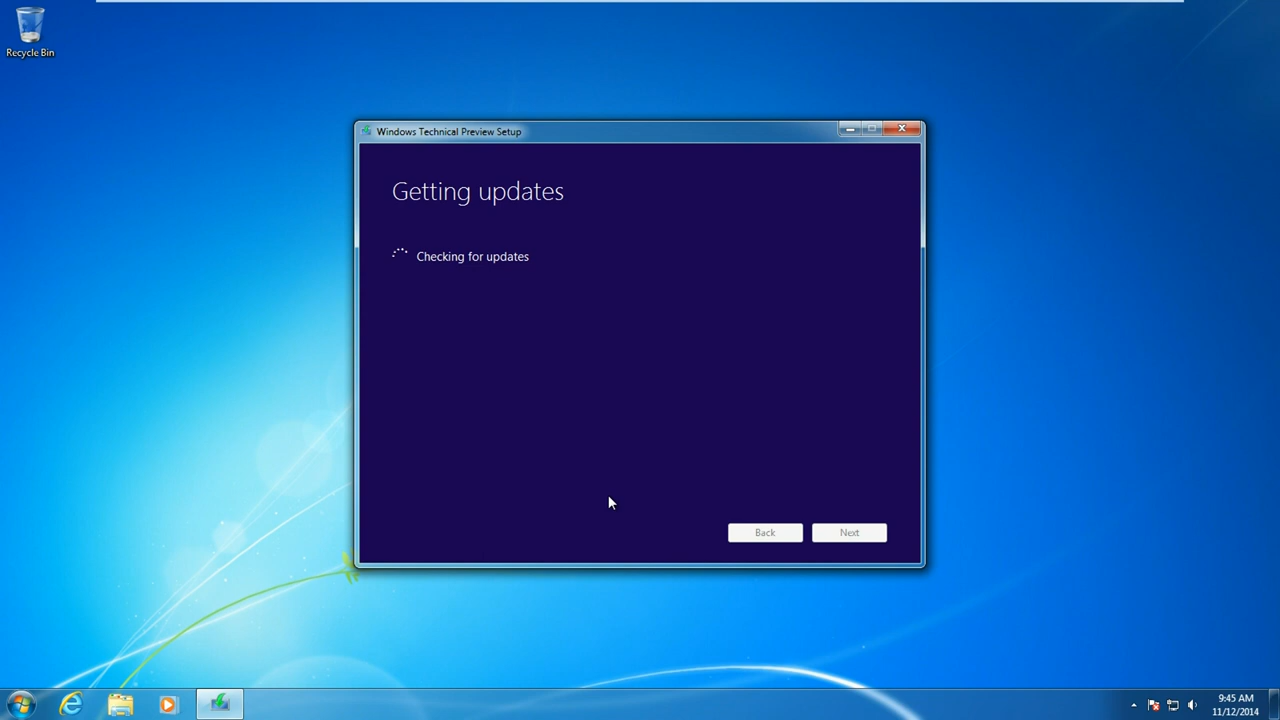 Recycle Bin
Windows Technical Preview Setup
Getting updates
Checking for updates
Back
Next
9:45 AM
11/12/2014